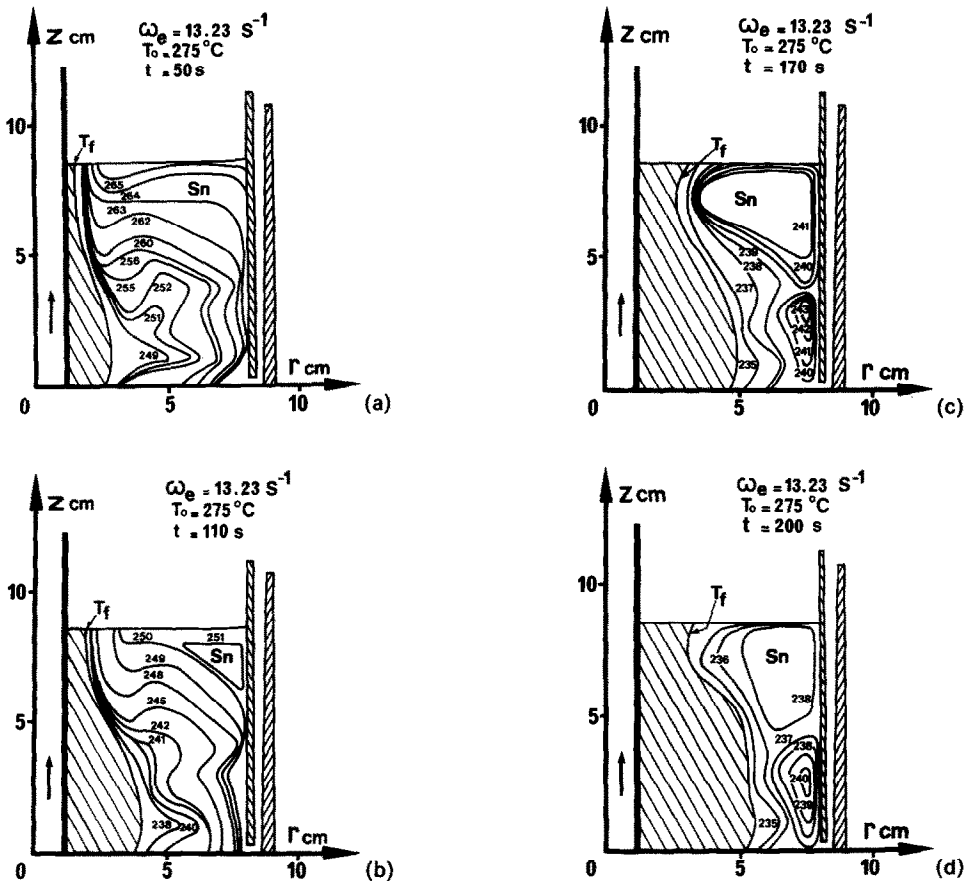 Z cm
ωe = 13.23 S-1
To = 275 °C
t = 50 s
10
Tf
265
264
Sn
263
262
260
5
256
255
252
251
249
r cm
0
5
10
(a)
Z cm
ωe = 13.23 S-1
To = 275 °C
t = 170 s
10
Tf
Sn
241
5
239
238
240
237
243
242
241
235
240
r cm
0
5
10
(c)
Z cm
ωe = 13.23 S-1
To = 275 °C
t = 110 s
10
Tf
250
251
Sn
249
248
245
5
242
241
238
240
r cm
0
5
10
(b)
Z cm
ωe = 13.23 S-1
To = 275 °C
t = 200 s
10
Tf
236
Sn
238
5
237
238
240
239
235
r cm
0
5
10
(d)